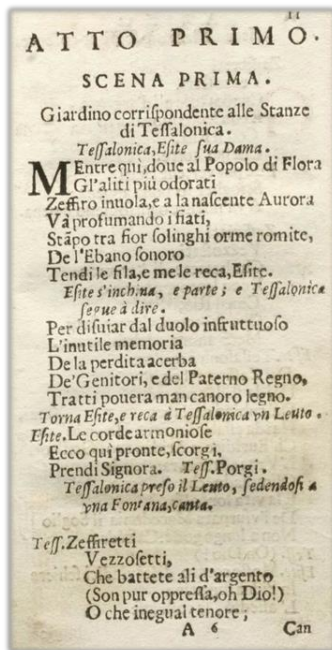 11
ATTO PRIMO.
SCENA PRIMA.
Giardino corriſpondente alle Stanze
di Teſſalonica.
Teſſalonica, Eſite ſua Dama.
MEntre quì, doue al Popolo di Flora
Gl'aliti più odorati
Zeffiro inuola, e a la naſcente Aurora
Và profumando i fiati,
Stãpo tra fior ſolinghi orme romite,
De l'Ebano ſonoro
Tendi le fila, e me le reca, Eſite.
Eſite s'inchina, e parte; e Teſſalonica
ſegue à dire.
Per diſuiar dal duolo infruttuoſo
L'inutile memoria
De la perdita acerba
De' Genitori, e del Paterno Regno,
Tratti pouera man canoro legno.
Torna Eſite, e reca à Teſſalonica vn Leuto.
Eſite. Le corde armonioſe
Ecco qui pronte, ſcorgi,
Prendi Signora. Teſſ. Porgi.
Teſſalonica preſo il Leuto, ſedendoſi a
vna Fontana, canta.
Teſſ. Zeffiretti
Vezzoſetti,
Che battete ali d'argento
(Son pur oppreſſa, oh Dio!)
O che inegual tenore;
A 6 Can